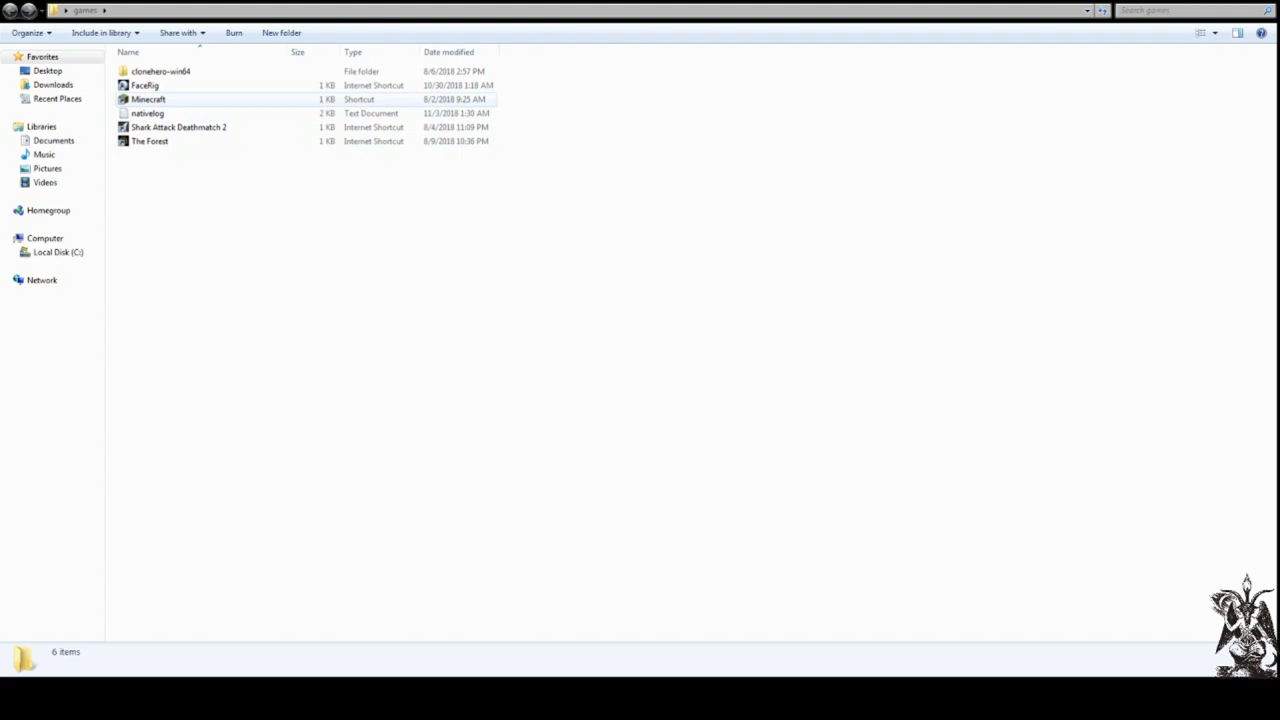 games
Search games
Organize Include in library Share with Burn New folder
Name Size Type Date modified
Favorites
Desktop
Downloads
Recent Places
Libraries
Documents
Music
Pictures
Videos
Homegroup
Computer
Local Disk (C:)
Network
clonehero-win64 File folder 8/6/2018 2:57 PM
FaceRig 1 KB Internet Shortcut 10/30/2018 1:18 AM
Minecraft 1 KB Shortcut 8/2/2018 9:25 AM
nativelog 2 KB Text Document 11/3/2018 1:30 AM
Shark Attack Deathmatch 2 1 KB Internet Shortcut 8/4/2018 11:09 PM
The Forest 1 KB Internet Shortcut 8/9/2018 10:36 PM
6 items